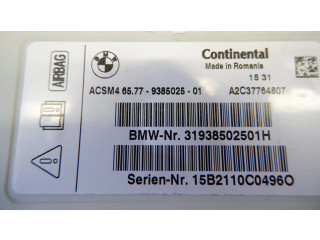 AIRBAG
BMW
Continental
Made in Romania
15 31
ACSM4 65.77 - 9385025 - 01 A2C37764807
BMW-Nr. 31938502501H
Serien-Nr. 15B2110C0496O